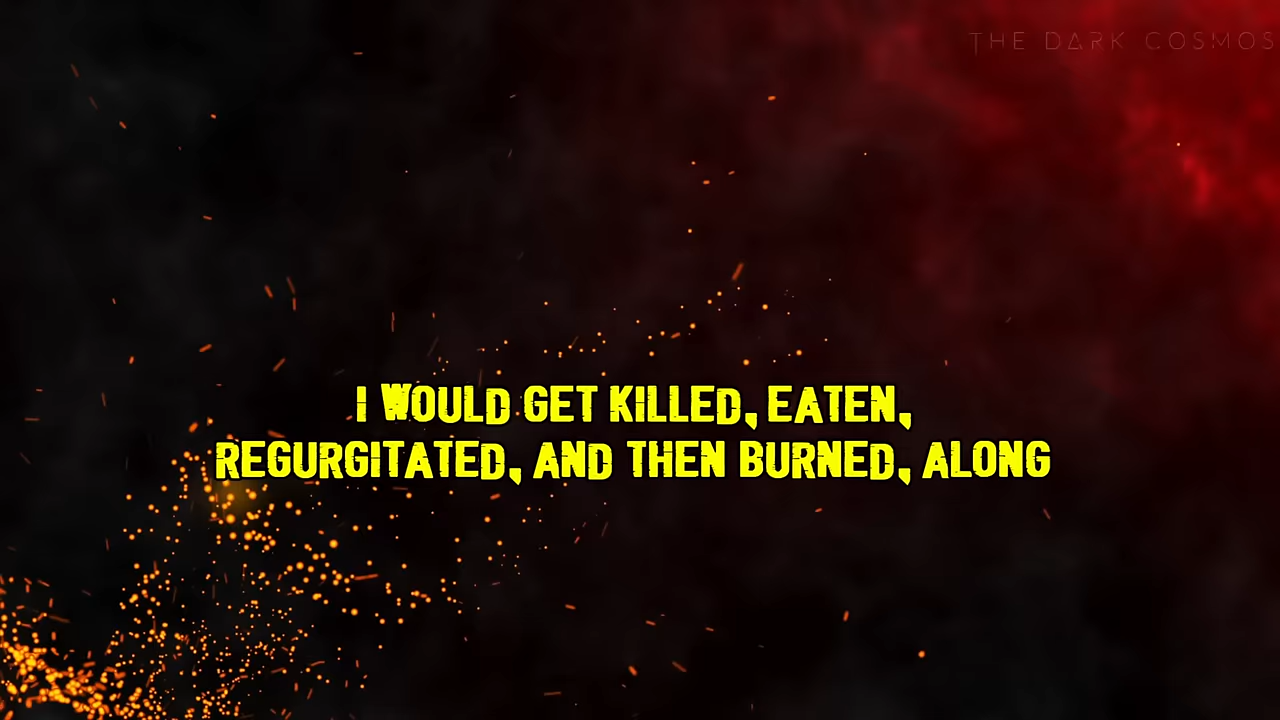 THE DARK COSMOS
I WOULD GET KILLED, EATEN,
REGURGITATED, AND THEN BURNED, ALONG